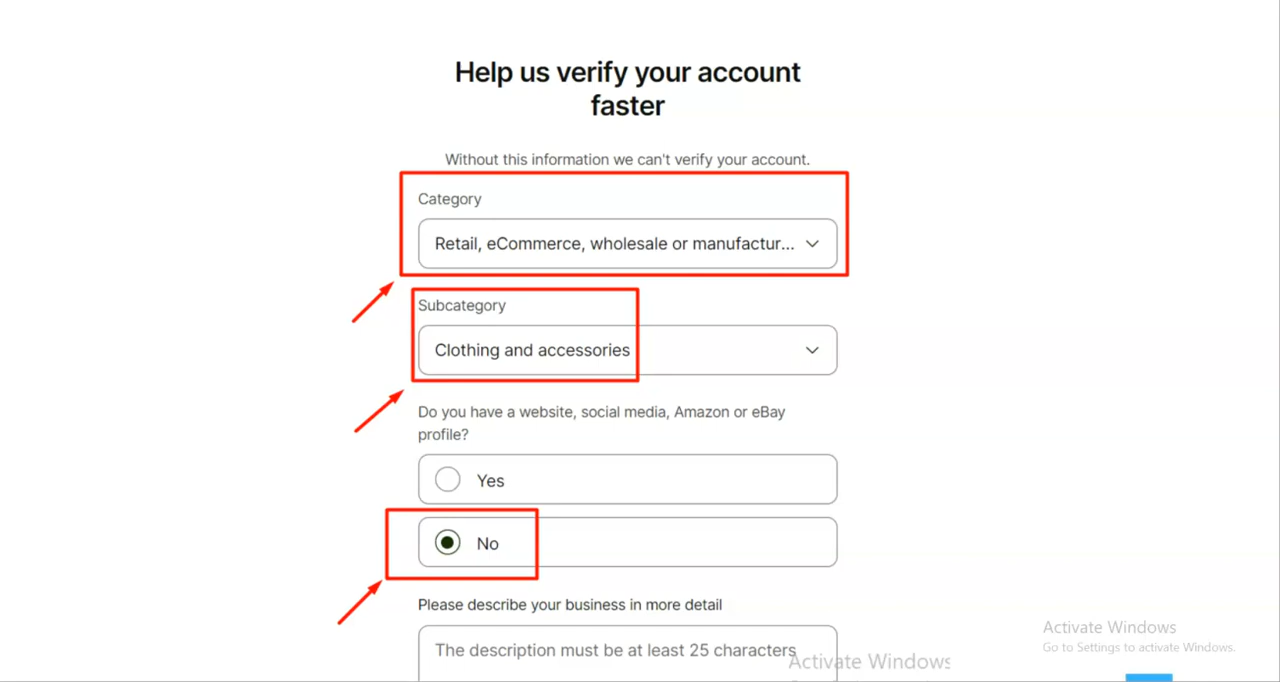 Help us verify your account
faster
Without this information we can't verify your account.
Category
Retail, eCommerce, wholesale or manufactur...
Subcategory
Clothing and accessories
Do you have a website, social media, Amazon or eBay
profile?
Yes
No
Please describe your business in more detail
The description must be at least 25 characters
Activate Windows
Go to Settings to activate Windows.
Activate Windows